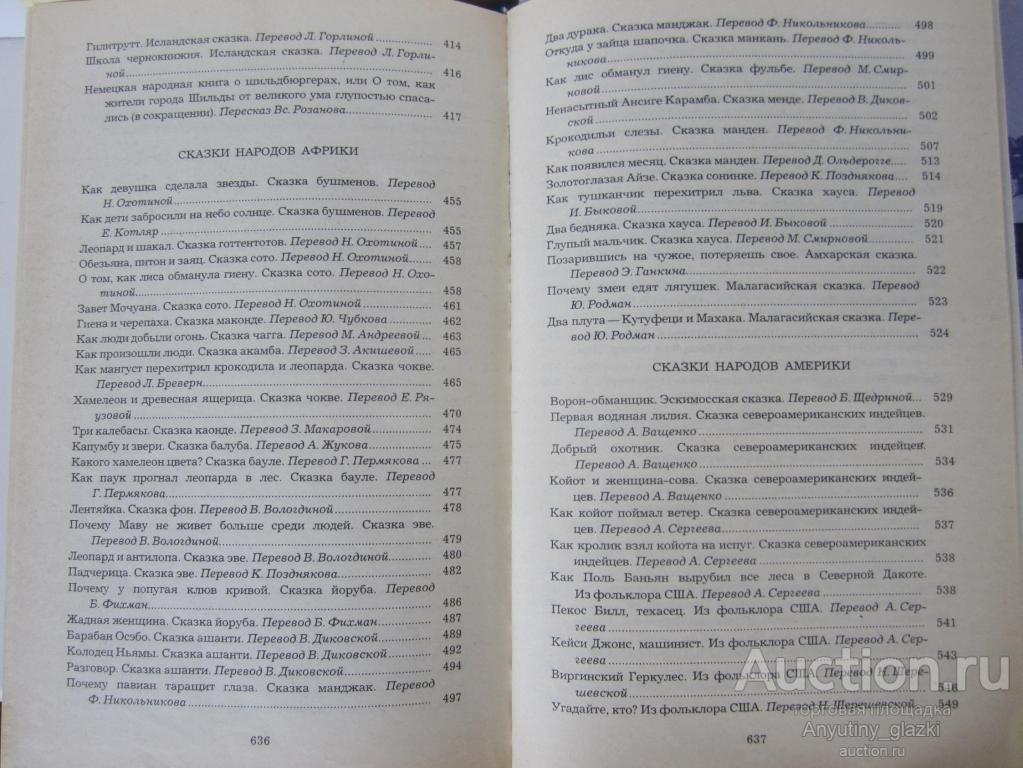 Гилитрутт. Исландская сказка. Перевод Л. Горлиной 414
Школа чернокнижия. Исландская сказка. Перевод Л. Горли-
ной 416
Немецкая народная книга о шильдбюргерах, или О том, как
жители города Шильды от великого ума глупостью спаса-
лись (в сокращении). Пересказ Вс. Розанова 417
СКАЗКИ НАРОДОВ АФРИКИ
Как девушка сделала звезды. Сказка бушменов. Перевод
Н. Охотиной 455
Как дети забросили на небо солнце. Сказка бушменов. Перевод
Е. Котляр 455
Леопард и шакал. Сказка готтентотов. Перевод Н. Охотиной 457
Обезьяна, питон и заяц. Сказка сото. Перевод Н. Охотиной 458
О том, как лиса обманула гиену. Сказка сото. Перевод Н. Охо-
тиной 458
Завет Мочуана. Сказка сото. Перевод Н. Охотиной 461
Гиена и черепаха. Сказка маконде. Перевод Ю. Чубкова 462
Как люди добыли огонь. Сказка чагга. Перевод М. Андреевой 463
Как произошли люди. Сказка акамба. Перевод З. Акишевой 465
Как мангуст перехитрил крокодила и леопарда. Сказка чокве.
Перевод Л. Бреверн 465
Хамелеон и древесная ящерица. Сказка чокве. Перевод Е. Ря-
узовой 470
Три калебасы. Сказка каонде. Перевод З. Макаровой 474
Капумбу и звери. Сказка балуба. Перевод А. Жукова 475
Какого хамелеон цвета? Сказка бауле. Перевод Г. Пермякова 477
Как паук прогнал леопарда в лес. Сказка бауле. Перевод
Г. Пермякова 477
Лентяйка. Сказка фон. Перевод В. Вологдиной 478
Почему Маву не живет больше среди людей. Сказка эве.
Перевод В. Вологдиной 479
Леопард и антилопа. Сказка эве. Перевод В. Вологдиной 480
Падчерица. Сказка эве. Перевод К. Позднякова 482
Почему у попугая клюв кривой. Сказка йоруба. Перевод
Б. Фихман 486
Жадная женщина. Сказка йоруба. Перевод Б. Фихман 487
Барабан Осэбо. Сказка ашанти. Перевод В. Диковской 489
Колодец Ньямы. Сказка ашанти. Перевод В. Диковской 492
Разговор. Сказка ашанти. Перевод В. Диковской 494
Почему павиан таращит глаза. Сказка манджак. Перевод
Ф. Никольникова 497
636
Два дурака. Сказка манджак. Перевод Ф. Никольникова 498
Откуда у зайца шапочка. Сказка манкань. Перевод Ф. Николь-
никова 499
Как лис обманул гиену. Сказка фульбе. Перевод М. Смир-
новой 501
Ненасытный Ансиге Карамба. Сказка менде. Перевод В. Диков-
ской 502
Крокодильи слезы. Сказка манден. Перевод Ф. Никольни-
кова 507
Как появился месяц. Сказка манден. Перевод Д. Ольдерогге 513
Золотоглазая Айзе. Сказка сонинке. Перевод К. Позднякова 514
Как тушканчик перехитрил льва. Сказка хауса. Перевод
И. Быковой 519
Два бедняка. Сказка хауса. Перевод И. Быковой 520
Глупый мальчик. Сказка хауса. Перевод М. Смирновой 521
Позарившись на чужое, потеряешь свое. Амхарская сказка.
Перевод Э. Ганкина 522
Почему змеи едят лягушек. Малагасийская сказка. Перевод
Ю. Родман 523
Два плута — Кутуфеци и Махака. Малагасийская сказка. Пере-
вод Ю. Родман 524
СКАЗКИ НАРОДОВ АМЕРИКИ
Ворон-обманщик. Эскимосская сказка. Перевод Б. Щедриной 529
Первая водяная лилия. Сказка североамериканских индейцев.
Перевод А. Ващенко 531
Добрый охотник. Сказка североамериканских индейцев.
Перевод А. Ващенко 534
Койот и женщина-сова. Сказка североамериканских индей-
цев. Перевод А. Ващенко 536
Как койот поймал ветер. Сказка североамериканских индей-
цев. Перевод А. Сергеева 537
Как кролик взял койота на испуг. Сказка североамериканских
индейцев. Перевод А. Сергеева 538
Как Поль Баньян вырубил все леса в Северной Дакоте.
Из фольклора США. Перевод А. Сергеева 538
Пекос Билл, техасец. Из фольклора США. Перевод А. Сер-
геева 541
Кейси Джонс, машинист. Из фольклора США. Перевод А. Сер-
геева 543
Виргинский Геркулес. Из фольклора США. Перевод Н. Шере-
шевской 546
Угадайте, кто? Из фольклора США. Перевод Н. Шерешевской 549
637
Auction.ru
торговая площадка
Anyutiny_glazki
auction.ru